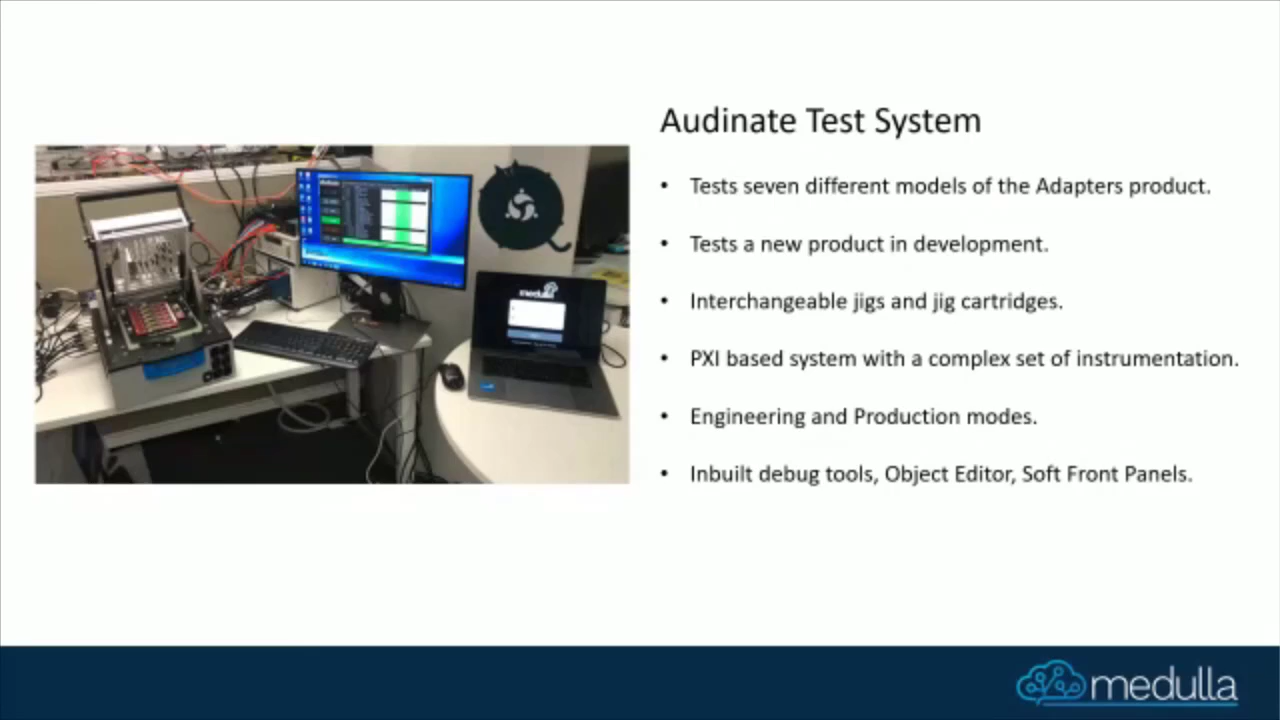 Audinate Test System
• Tests seven different models of the Adapters product.
• Tests a new product in development.
• Interchangeable jigs and jig cartridges.
• PXI based system with a complex set of instrumentation.
• Engineering and Production modes.
• Inbuilt debug tools, Object Editor, Soft Front Panels.
medulla
medulla